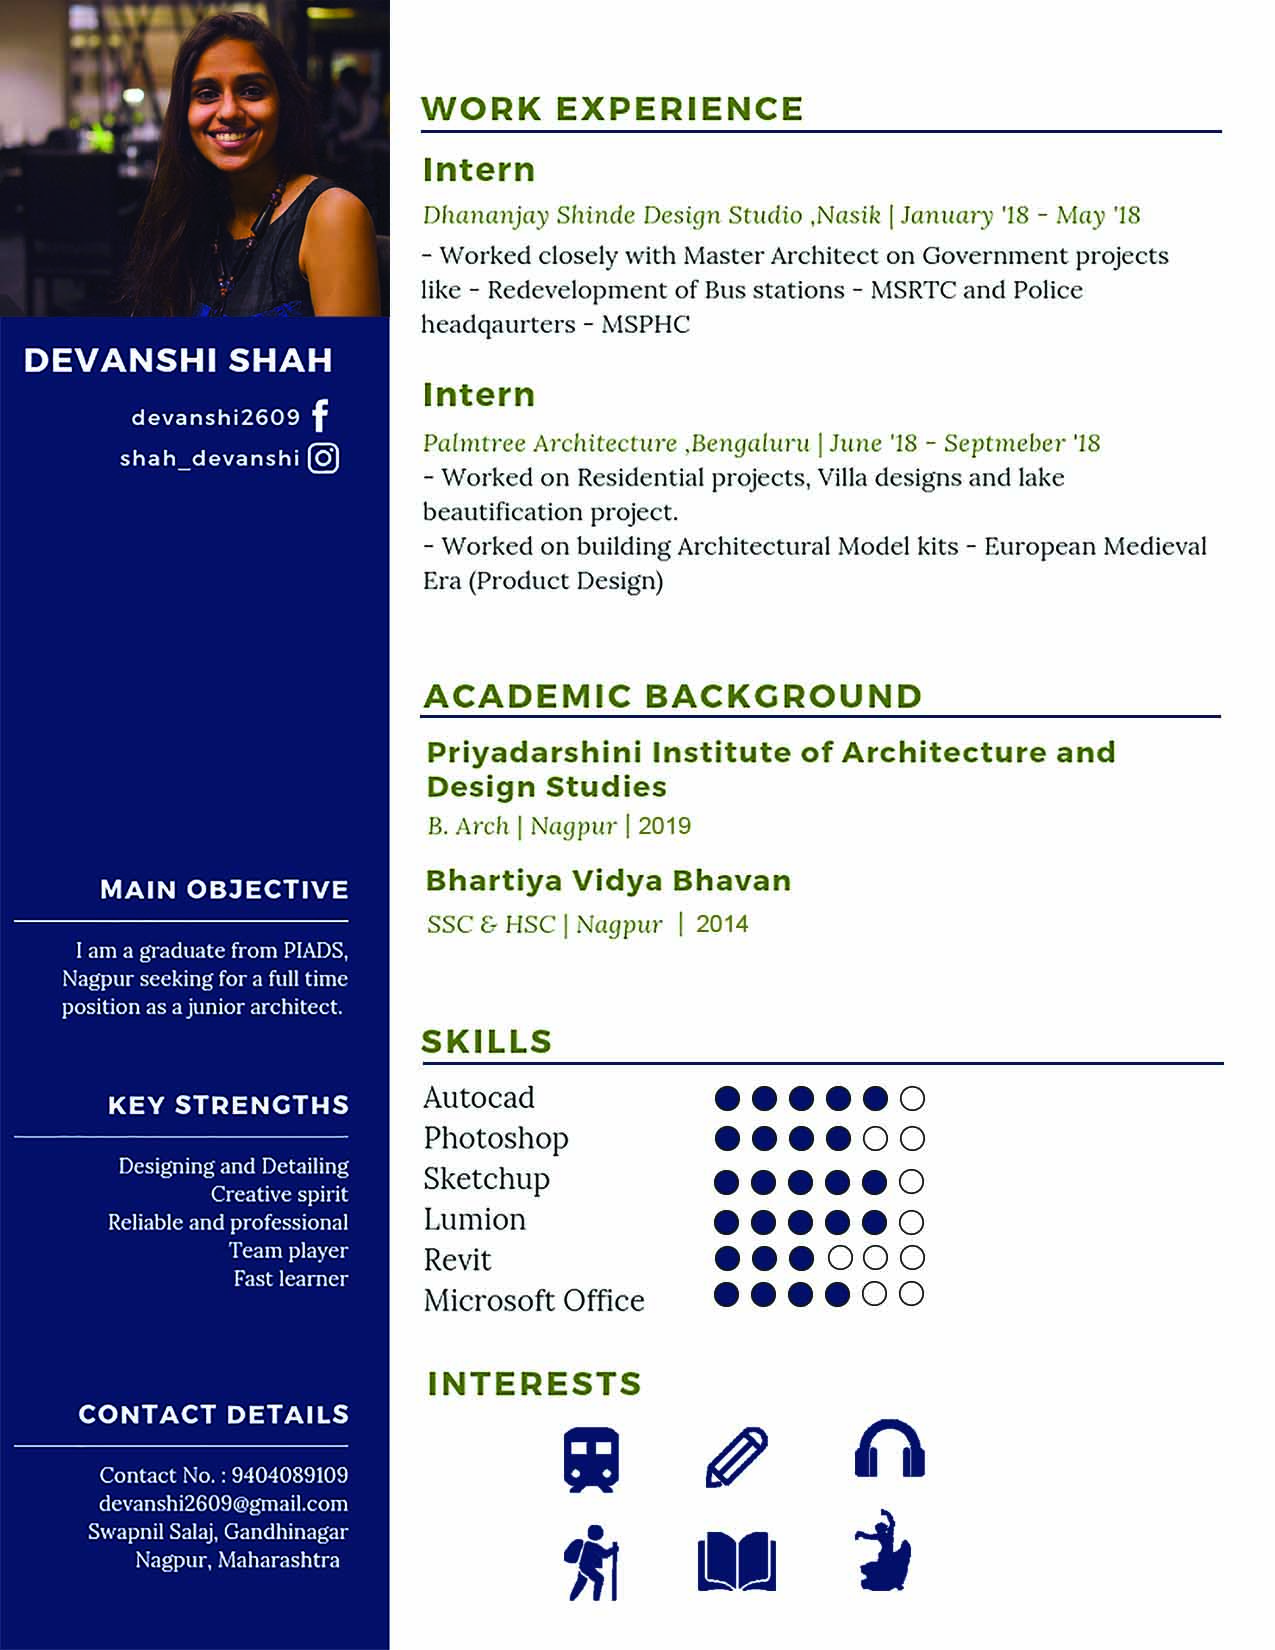 DEVANSHI SHAH
devanshi2609
shah_devanshi
MAIN OBJECTIVE
I am a graduate from PIADS,
Nagpur seeking for a full time
position as a junior architect.
KEY STRENGTHS
Designing and Detailing
Creative spirit
Reliable and professional
Team player
Fast learner
CONTACT DETAILS
Contact No. : 9404089109
devanshi2609@gmail.com
Swapnil Salaj, Gandhinagar
Nagpur, Maharashtra
WORK EXPERIENCE
Intern
Dhananjay Shinde Design Studio ,Nasik | January '18 - May '18
- Worked closely with Master Architect on Government projects
like - Redevelopment of Bus stations - MSRTC and Police
headqaurters - MSPHC
Intern
Palmtree Architecture ,Bengaluru | June '18 - Septmeber '18
- Worked on Residential projects, Villa designs and lake
beautification project.
- Worked on building Architectural Model kits - European Medieval
Era (Product Design)
ACADEMIC BACKGROUND
Priyadarshini Institute of Architecture and
Design Studies
B. Arch | Nagpur | 2019
Bhartiya Vidya Bhavan
SSC & HSC | Nagpur | 2014
SKILLS
Autocad
Photoshop
Sketchup
Lumion
Revit
Microsoft Office
INTERESTS